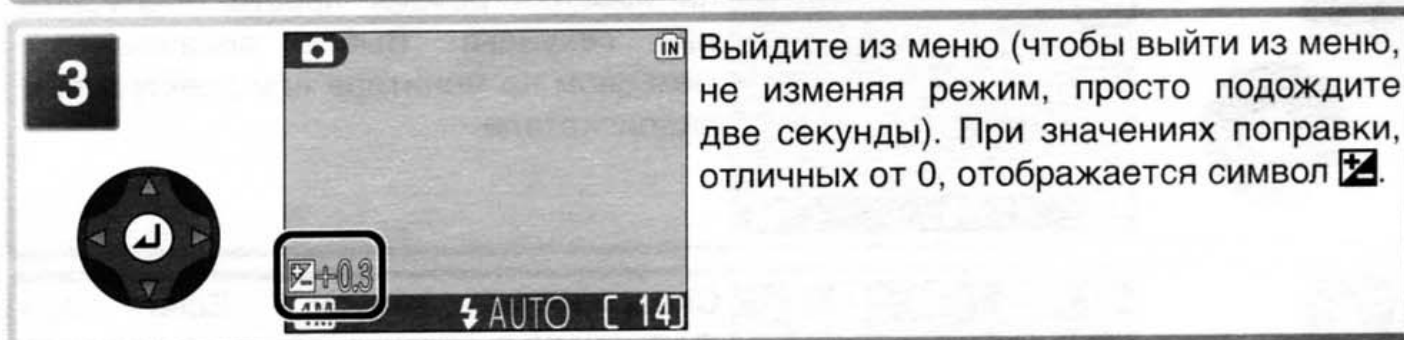 3
IN
+0.3
4M
AUTO [ 14]
Выйдите из меню (чтобы выйти из меню,
не изменяя режим, просто подождите
две секунды). При значениях поправки,
отличных от 0, отображается символ.